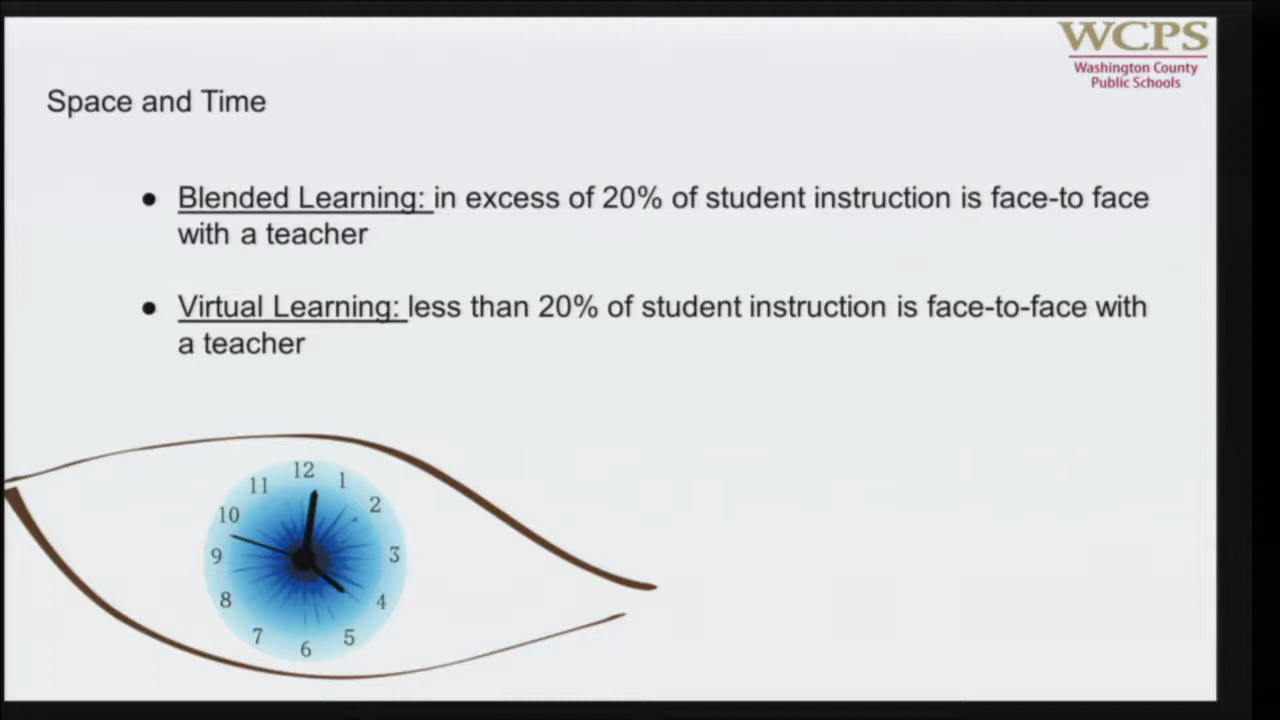 WCPS
Washington County
Public Schools
Space and Time
• Blended Learning: in excess of 20% of student instruction is face-to face
with a teacher
• Virtual Learning: less than 20% of student instruction is face-to-face with
a teacher
12
1
2
3
4
5
6
7
8
9
10
11